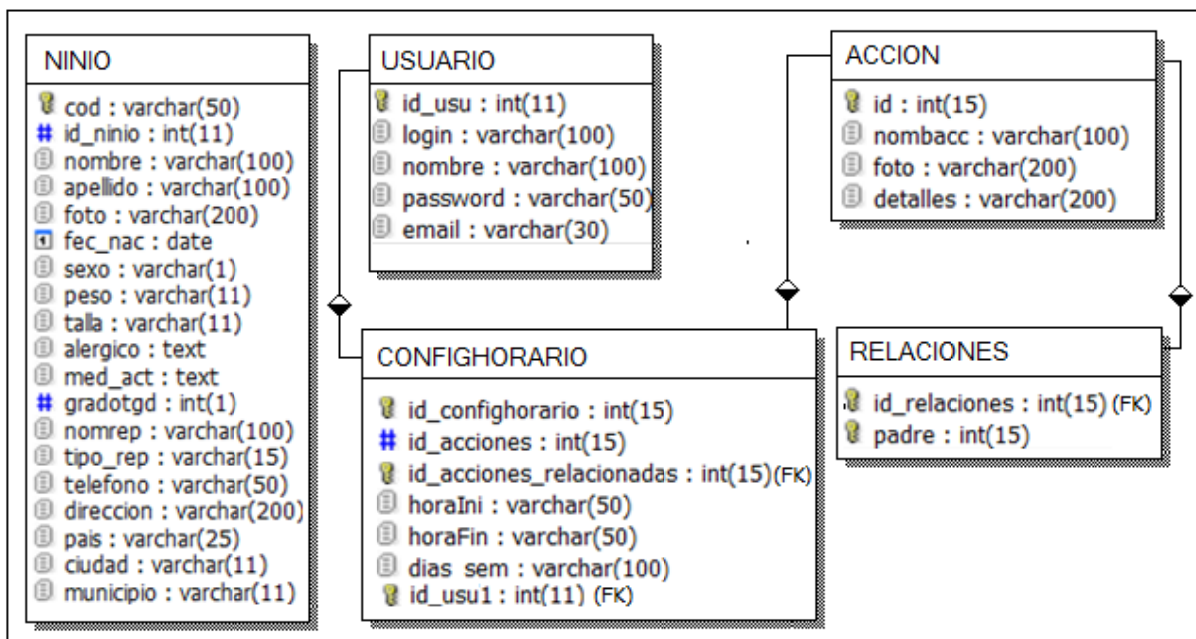 NINIO
cod : varchar(50)
# id_ninio : int(11)
nombre : varchar(100)
apellido : varchar(100)
foto : varchar(200)
fec_nac : date
sexo : varchar(1)
peso : varchar(11)
talla : varchar(11)
alergico : text
med_act : text
# gradotgd : int(1)
nomrep : varchar(100)
tipo_rep : varchar(15)
telefono : varchar(50)
direccion : varchar(200)
pais : varchar(25)
ciudad : varchar(11)
municipio : varchar(11)
USUARIO
id_usu : int(11)
login : varchar(100)
nombre : varchar(100)
password : varchar(50)
email : varchar(30)
ACCION
id : int(15)
nombacc : varchar(100)
foto : varchar(200)
detalles : varchar(200)
CONFIGHORARIO
id_confighorario : int(15)
# id_acciones : int(15)
id_acciones_relacionadas : int(15)(FK)
horaIni : varchar(50)
horaFin : varchar(50)
dias_sem : varchar(100)
id_usu1 : int(11) (FK)
RELACIONES
id_relaciones : int(15) (FK)
padre : int(15)